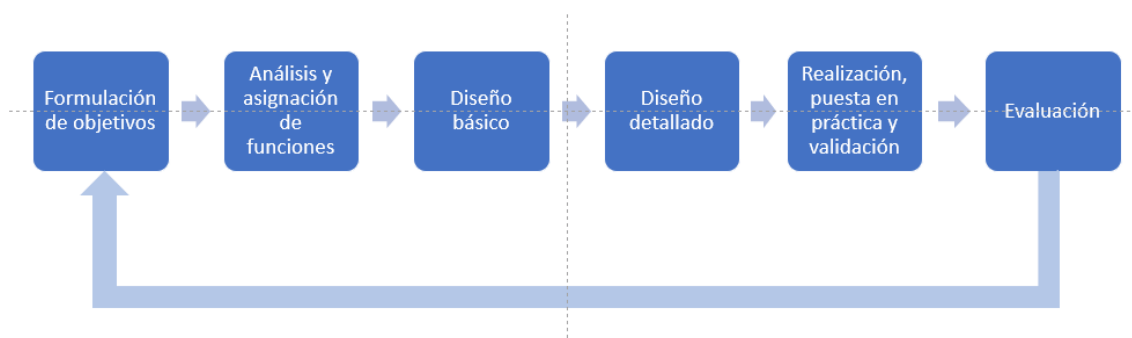 Formulación
de objetivos
Análisis y
asignación
de
funciones
Diseño
básico
Diseño
detallado
Realización,
puesta en
práctica y
validación
Evaluación